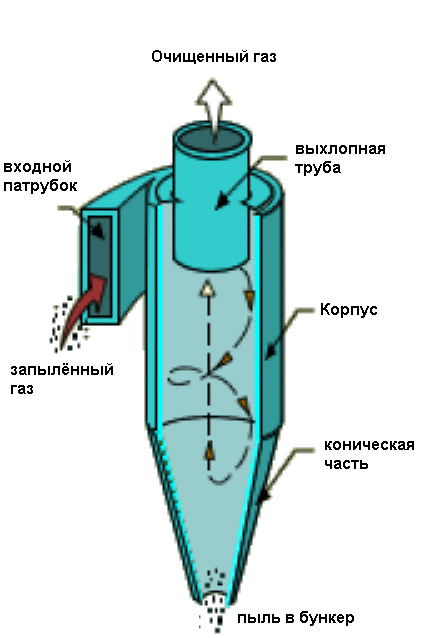 Очищенный газ
выхлопная
труба
входной
патрубок
Корпус
запылённый
газ
коническая
часть
пыль в бункер